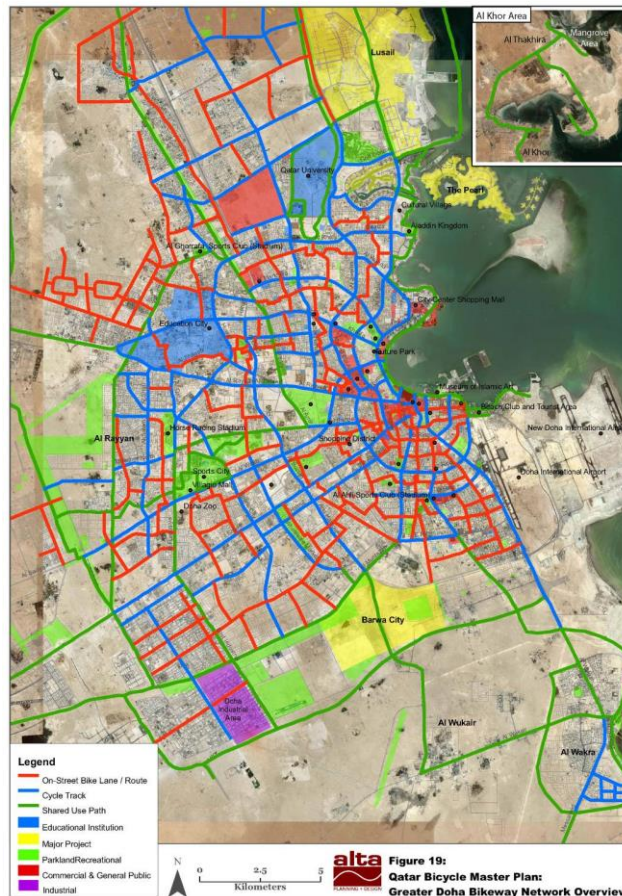 Al Khor Area
Al Thakhira
Mangrove
Area
Al Khor
Lusail
Qatar University
The Pearl
Cultural Village
Aladdin Kingdom
Al Gharrafa Sports Club (Stadium)
City Center Shopping Mall
Education City
Museum of Islamic Art
Al Rayyan
Horse Racing Stadium
Shopping District
New Doha International
Sports City
Villagio Mall
Doha International Airport
Al Ahli Sports Club (Stadium)
Doha Zoo
Barwa City
Doha
Industrial
Area
Al Wukair
Al Wakra
Legend
On-Street Bike Lane / Route
Cycle Track
Shared Use Path
Educational Institution
Major Project
Parkland Recreational
Commercial & General Public
Industrial
N
0 2.5 5
Kilometers
alta
PLANNING + DESIGN
Figure 19:
Qatar Bicycle Master Plan:
Greater Doha Bikeway Network Overview